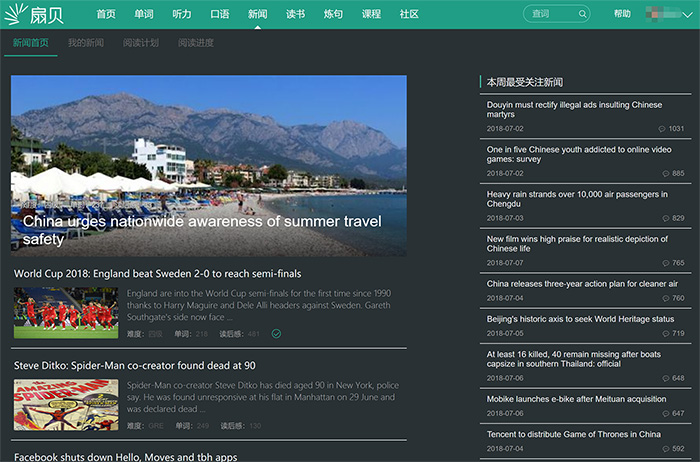 扇贝
首页 单词 听力 口语 新闻 读书 炼句 课程 社区
查词
帮助
新闻首页 我的新闻 阅读计划 阅读进度
China urges nationwide awareness of summer travel
safety
World Cup 2018: England beat Sweden 2-0 to reach semi-finals
England are into the World Cup semi-finals for the first time since 1990
thanks to Harry Maguire and Dele Alli headers against Sweden. Gareth
Southgate's side now face ...
难度: 四级 单词: 218 读后感: 481
Steve Ditko: Spider-Man co-creator found dead at 90
AMAZING
SPIDER-MAN
Spider-Man co-creator Steve Ditko has died aged 90 in New York, police
say. He was found unresponsive at his flat in Manhattan on 29 June and
was declared dead ...
难度: GRE 单词: 249 读后感: 130
Facebook shuts down Hello, Moves and tbh apps
本周最受关注新闻
Douyin must rectify illegal ads insulting Chinese
martyrs
2018-07-02 1031
One in five Chinese youth addicted to online video
games: survey
2018-07-02 885
Heavy rain strands over 10,000 air passengers in
Chengdu
2018-07-03 829
New film wins high praise for realistic depiction of
Chinese life
2018-07-07 765
China releases three-year action plan for cleaner air
2018-07-04 760
Beijing's historic axis to seek World Heritage status
2018-07-05 719
At least 16 killed, 40 remain missing after boats
capsize in southern Thailand: official
2018-07-06 648
Mobike launches e-bike after Meituan acquisition
2018-07-06 647
Tencent to distribute Game of Thrones in China
2018-07-04 592